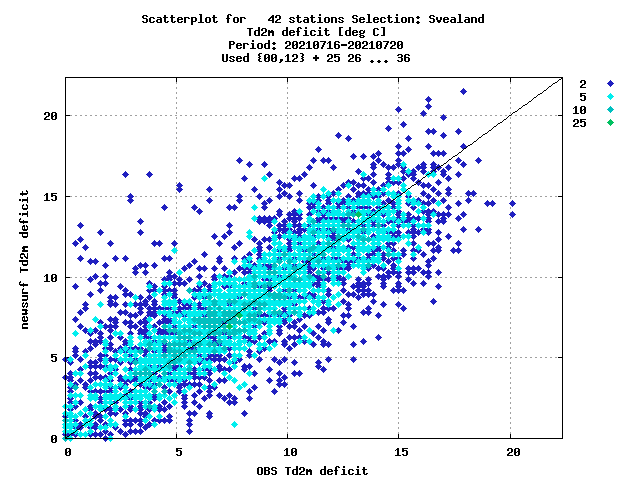 Scatterplot for   42 stations Selection: Svealand
Td2m deficit [deg C]
Period: 20210716-20210720
Used {00,12} + 25 26 ... 36
2
5
10
25
20
15
10
5
0
newsurf Td2m deficit
0 5 10 15 20
OBS Td2m deficit